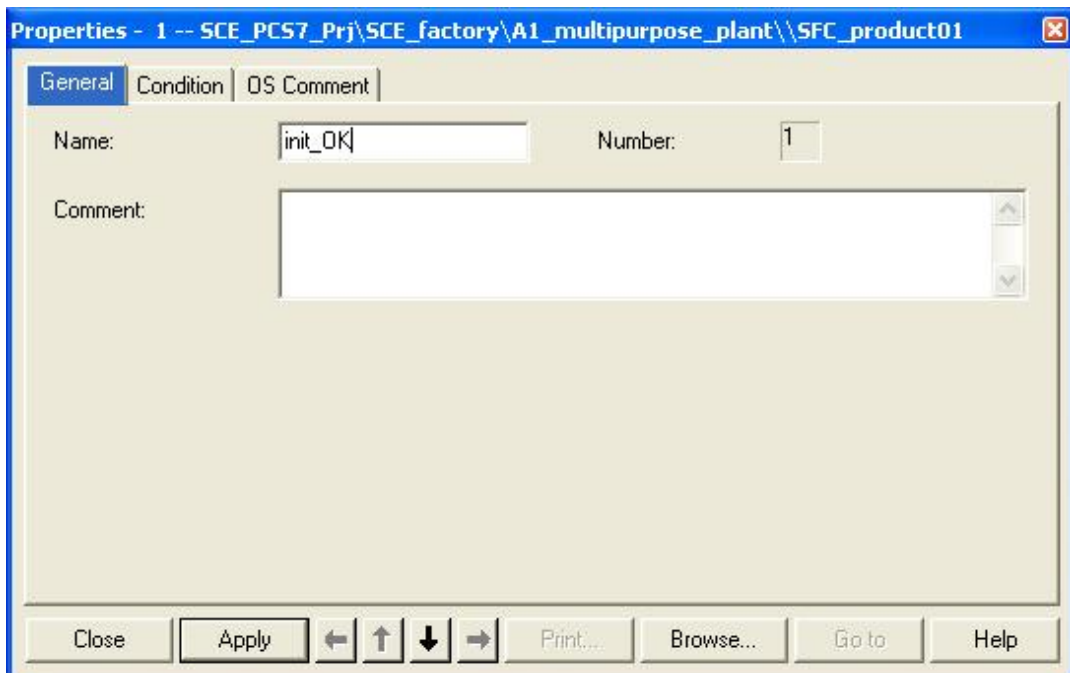 Properties - 1 -- SCE_PCS7_Prj\SCE_factory\A1_multipurpose_plant\\SFC_product01
General Condition OS Comment
Name: init_OK Number: 1
Comment:
Close Apply Print... Browse... Go to Help